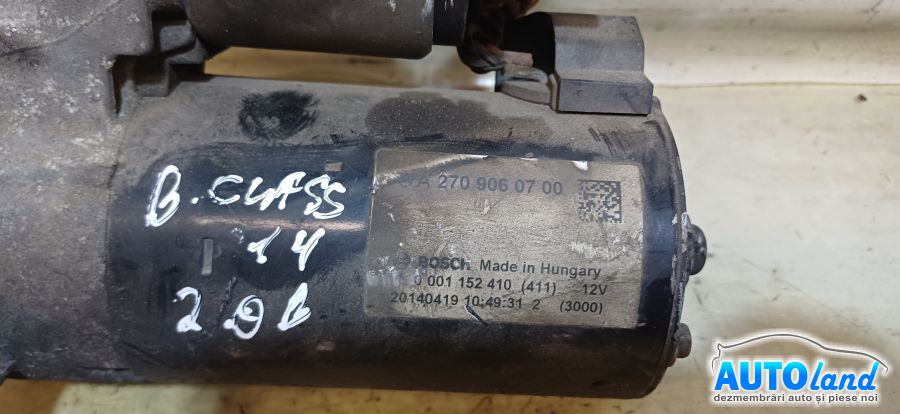 B. CLASS
14
2.0 B
A 270 906 07 00
BOSCH Made in Hungary
0 001 152 410 (411) 12V
20140419 10:49:31 2 (3000)
AUTOland
dezmembrări auto și piese noi